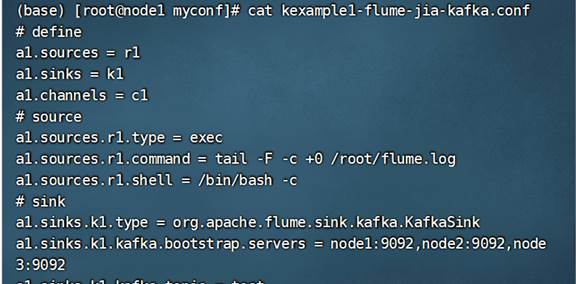 (base) [root@node1 myconf]# cat kexample1-flume-jia-kafka.conf
# define
a1.sources = r1
a1.sinks = k1
a1.channels = c1
# source
a1.sources.r1.type = exec
a1.sources.r1.command = tail -F -c +0 /root/flume.log
a1.sources.r1.shell = /bin/bash -c
# sink
a1.sinks.k1.type = org.apache.flume.sink.kafka.KafkaSink
a1.sinks.k1.kafka.bootstrap.servers = node1:9092,node2:9092,node
3:9092